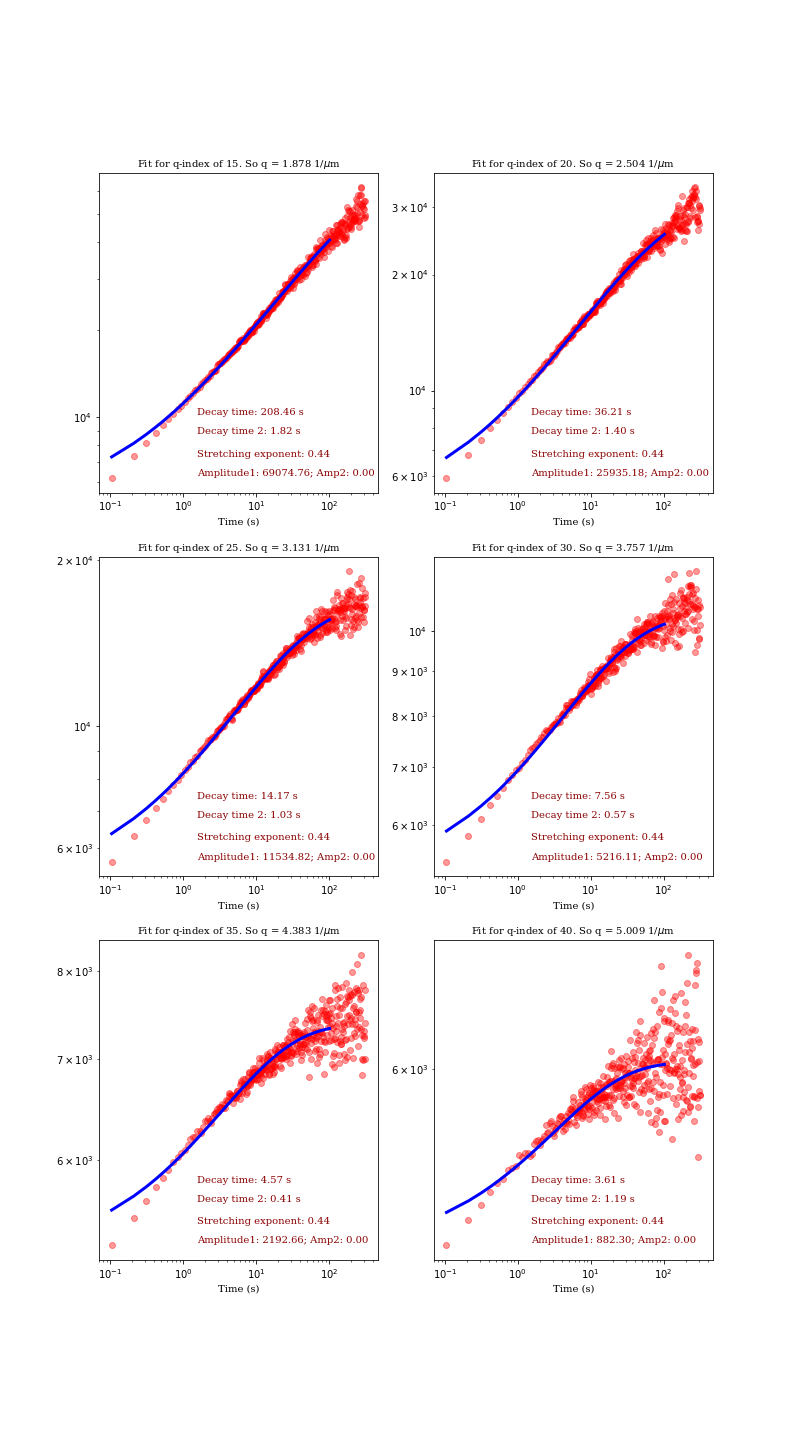 Fit for q-index of 15. So q = 1.878 1/μm
10⁴
Decay time: 208.46 s
Decay time 2: 1.82 s
Stretching exponent: 0.44
Amplitude1: 69074.76; Amp2: 0.00
10⁻¹ 10⁰ 10¹ 10²
Time (s)
Fit for q-index of 20. So q = 2.504 1/μm
3 × 10⁴
2 × 10⁴
10⁴
6 × 10³
Decay time: 36.21 s
Decay time 2: 1.40 s
Stretching exponent: 0.44
Amplitude1: 25935.18; Amp2: 0.00
10⁻¹ 10⁰ 10¹ 10²
Time (s)
Fit for q-index of 25. So q = 3.131 1/μm
2 × 10⁴
10⁴
6 × 10³
Decay time: 14.17 s
Decay time 2: 1.03 s
Stretching exponent: 0.44
Amplitude1: 11534.82; Amp2: 0.00
10⁻¹ 10⁰ 10¹ 10²
Time (s)
Fit for q-index of 30. So q = 3.757 1/μm
10⁴
9 × 10³
8 × 10³
7 × 10³
6 × 10³
Decay time: 7.56 s
Decay time 2: 0.57 s
Stretching exponent: 0.44
Amplitude1: 5216.11; Amp2: 0.00
10⁻¹ 10⁰ 10¹ 10²
Time (s)
Fit for q-index of 35. So q = 4.383 1/μm
8 × 10³
7 × 10³
6 × 10³
Decay time: 4.57 s
Decay time 2: 0.41 s
Stretching exponent: 0.44
Amplitude1: 2192.66; Amp2: 0.00
10⁻¹ 10⁰ 10¹ 10²
Time (s)
Fit for q-index of 40. So q = 5.009 1/μm
6 × 10³
Decay time: 3.61 s
Decay time 2: 1.19 s
Stretching exponent: 0.44
Amplitude1: 882.30; Amp2: 0.00
10⁻¹ 10⁰ 10¹ 10²
Time (s)